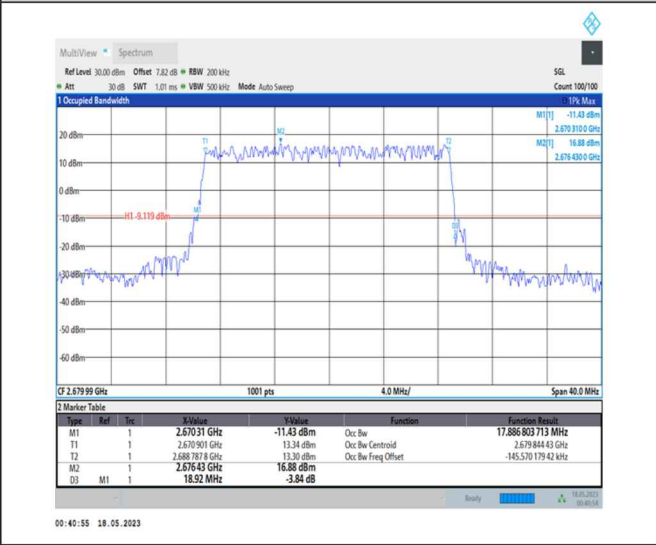 MultiView Spectrum
Ref Level 30.00 dBm Offset 7.82 dB RBW 200 kHz SGL
Att 30 dB SWT 1.01 ms VBW 500 kHz Mode Auto Sweep Count 100/100
1 Occupied Bandwidth 1Pk Max
M1[1] -11.43 dBm
2.670 310 0 GHz
M2[1] 16.88 dBm
2.676 430 0 GHz
20 dBm
T1 M2 T2
10 dBm
0 dBm
M1
-10 dBm H1 -9.119 dBm
D3
-20 dBm
-30 dBm
-40 dBm
-50 dBm
-60 dBm
CF 2.679 99 GHz 1001 pts 4.0 MHz/ Span 40.0 MHz
2 Marker Table
Type Ref Trc X-Value Y-Value Function Function Result
M1 1 2.670 31 GHz -11.43 dBm Occ Bw 17.886 803 713 MHz
T1 1 2.670 901 GHz 13.34 dBm Occ Bw Centroid 2.679 844 43 GHz
T2 1 2.688 787 8 GHz 13.30 dBm Occ Bw Freq Offset -145.570 179 42 kHz
M2 1 2.676 43 GHz 16.88 dBm
D3 M1 1 18.92 MHz -3.84 dB
Ready 18.05.2023
00:40:54
00:40:55 18.05.2023